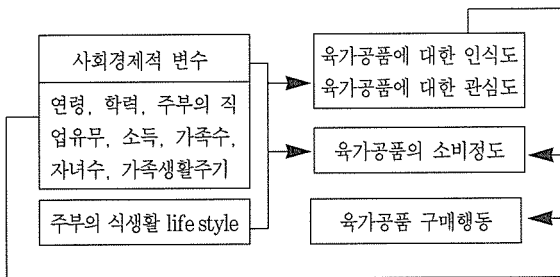 사회경제적 변수
연령, 학력, 주부의 직
업유무, 소득, 가족수,
자녀수, 가족생활주기
주부의 식생활 life style
육가공품에 대한 인식도
육가공품에 대한 관심도
육가공품의 소비정도
육가공품 구매행동